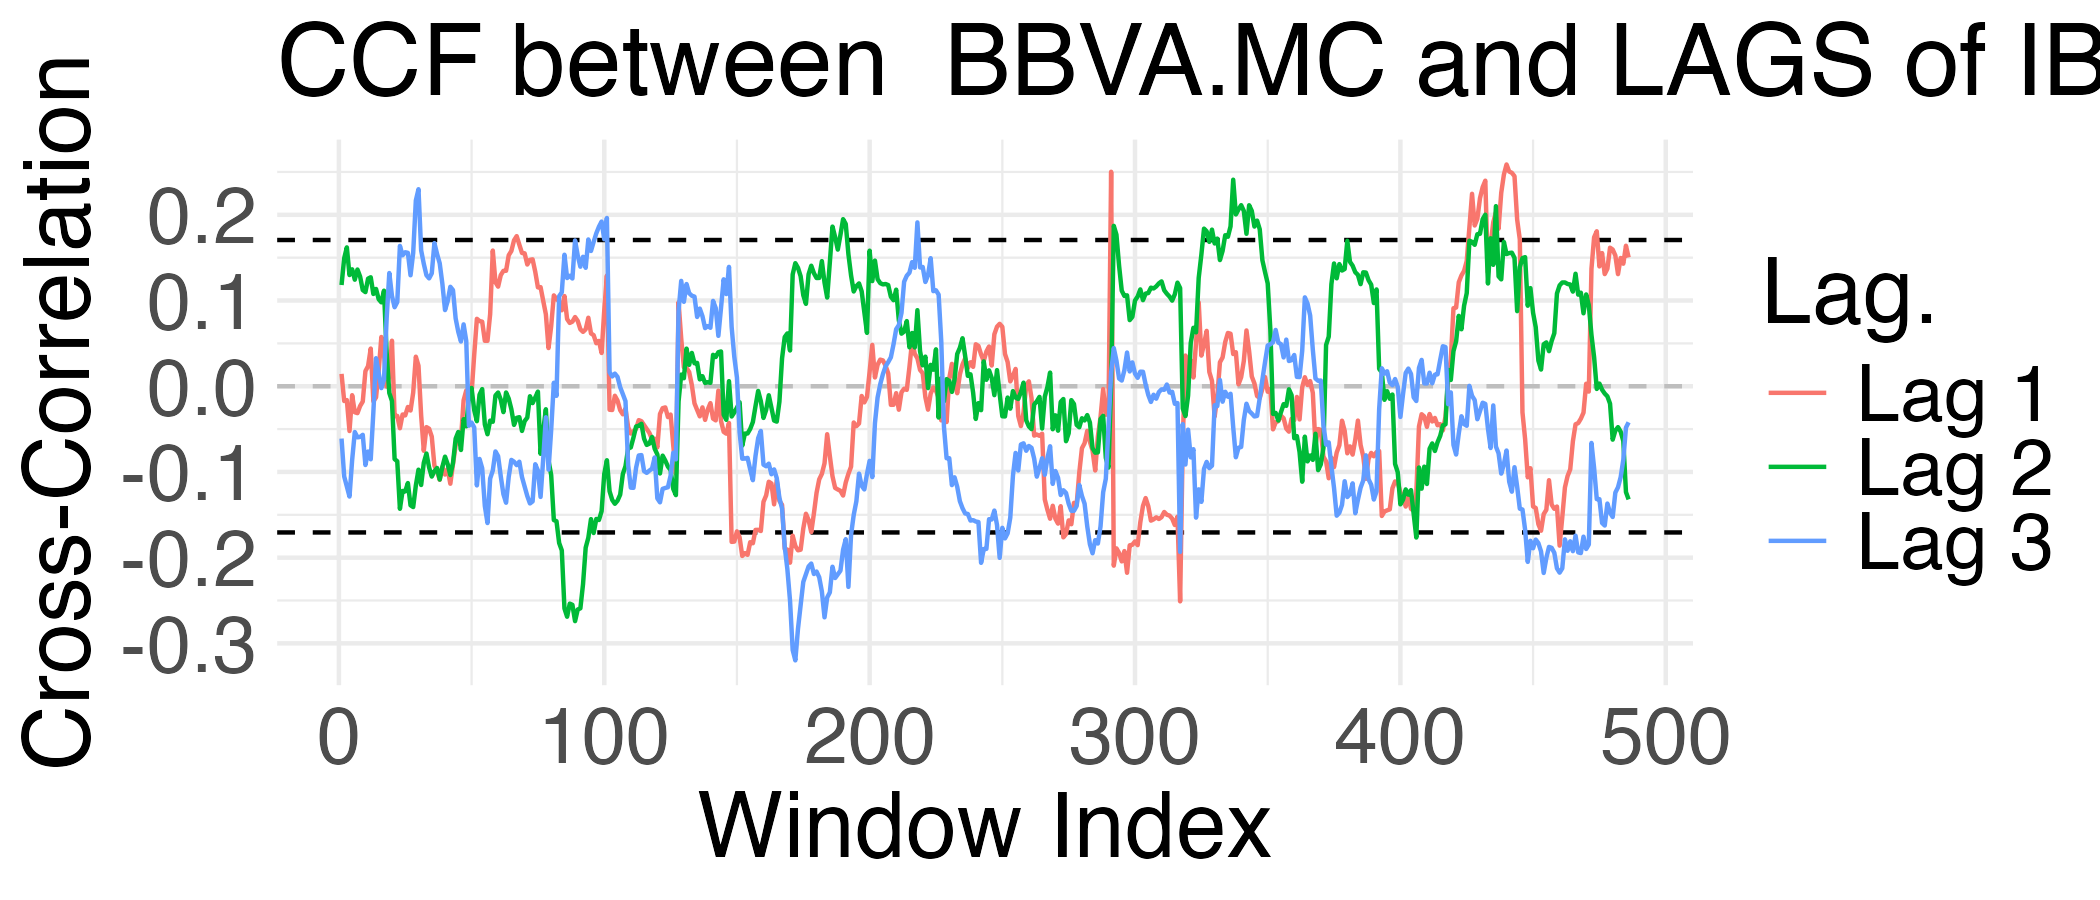 CCF between BBVA.MC and LAGS of IB
Cross-Correlation
0.2
0.1
0.0
-0.1
-0.2
-0.3
0 100 200 300 400 500
Window Index
Lag.
Lag 1
Lag 2
Lag 3